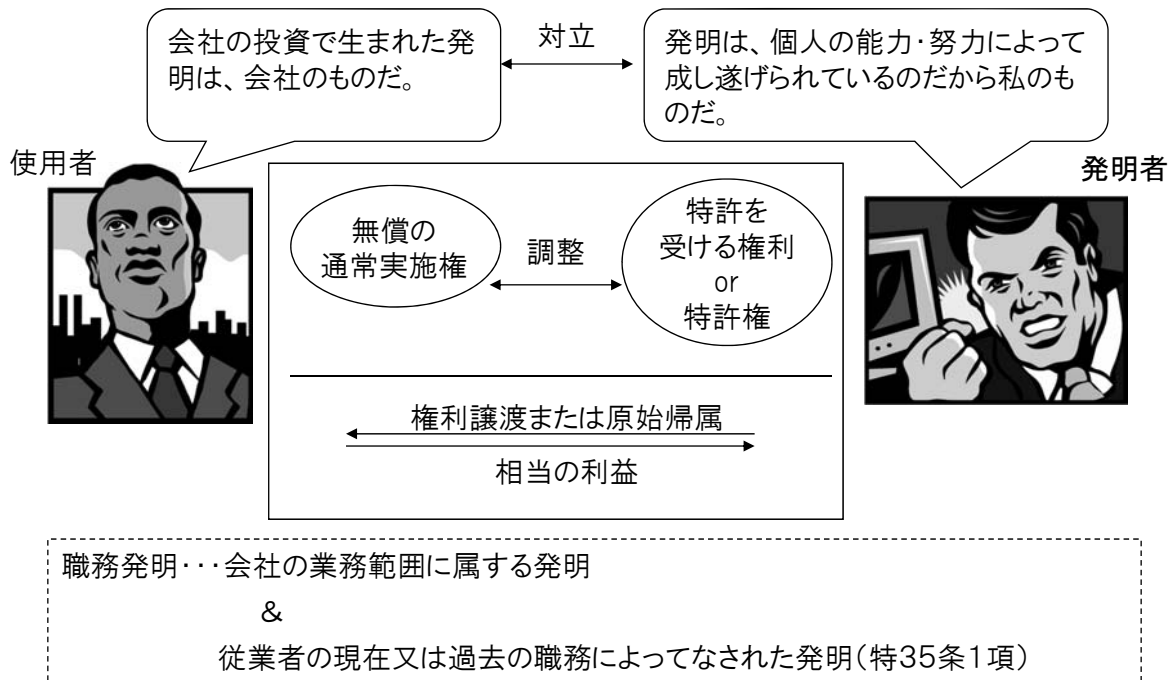 会社の投資で生まれた発
明は、会社のものだ。
対立
発明は、個人の能力・努力によって
成し遂げられているのだから私のも
のだ。
使用者
発明者
無償の
通常実施権
調整
特許を
受ける権利
or
特許権
権利譲渡または原始帰属
相当の利益
職務発明・・・会社の業務範囲に属する発明
＆
従業者の現在又は過去の職務によってなされた発明（特３５条１項）